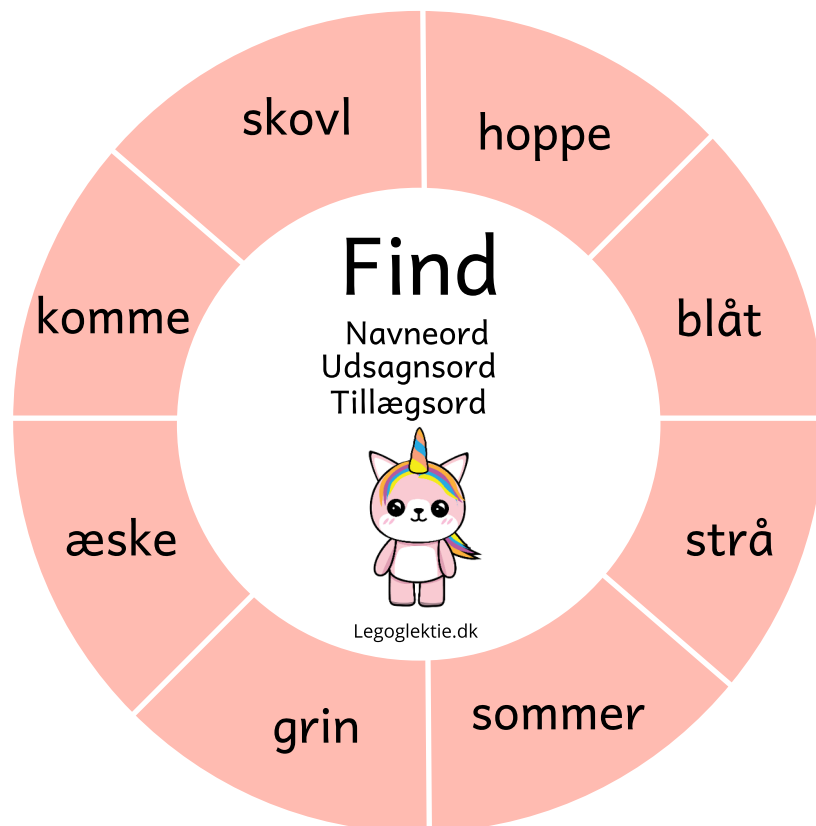 skovl
hoppe
komme
Find
Navneord
Udsagnsord
Tillægsord
blåt
æske
strå
Legoglektie.dk
grin
sommer